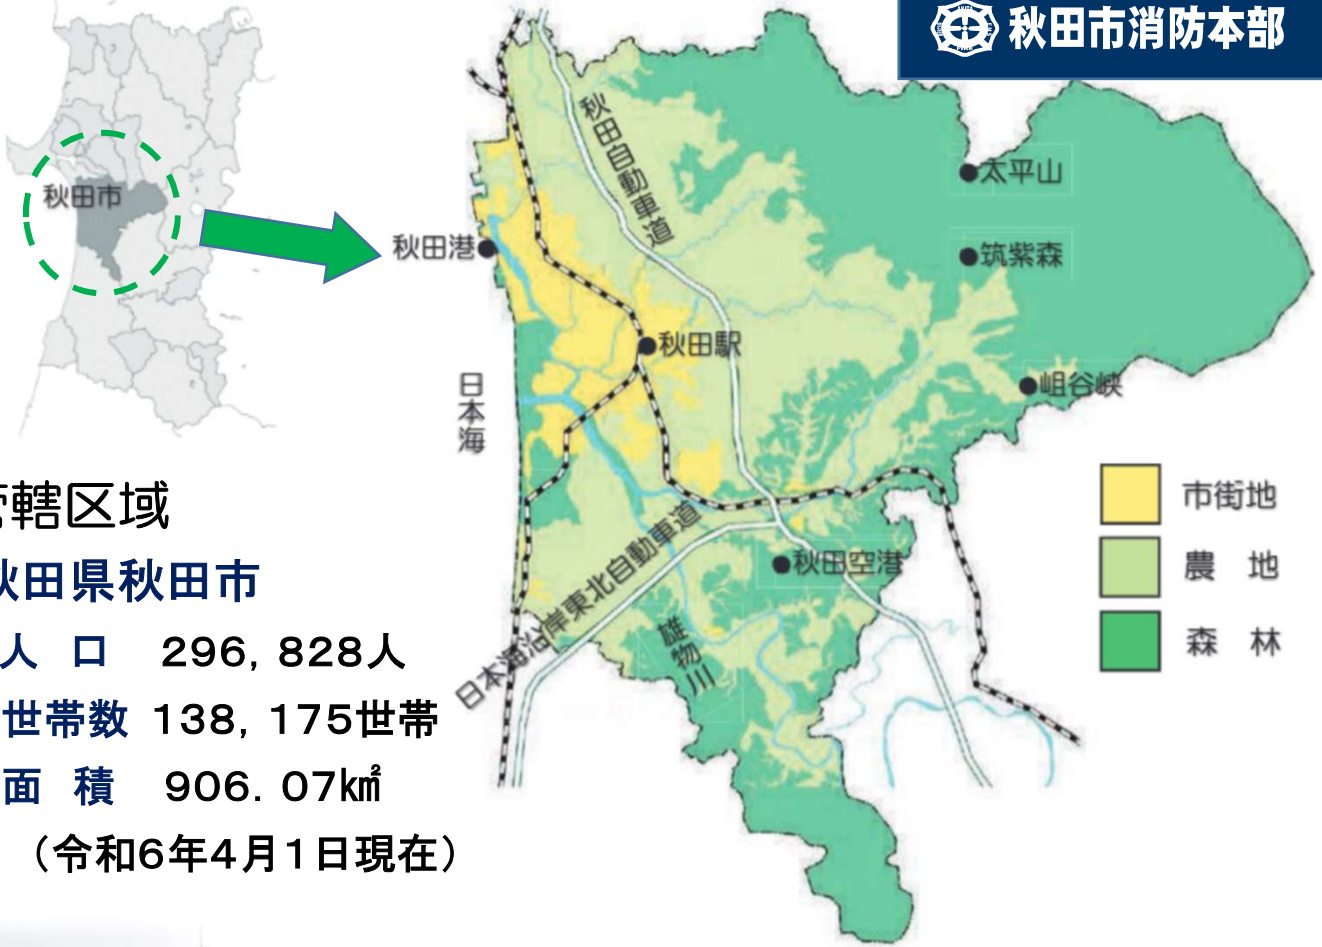 秋田市消防本部
秋田市
秋田自動車道
太平山
筑紫森
秋田港
秋田駅
岨谷峡
日本海
市街地
農 地
森 林
秋田空港
日本海沿岸東北自動車道
雄物川
管轄区域
秋田県秋田市
人 口 296,828人
世帯数 138,175世帯
面 積 906.07㎢
（令和6年4月1日現在）